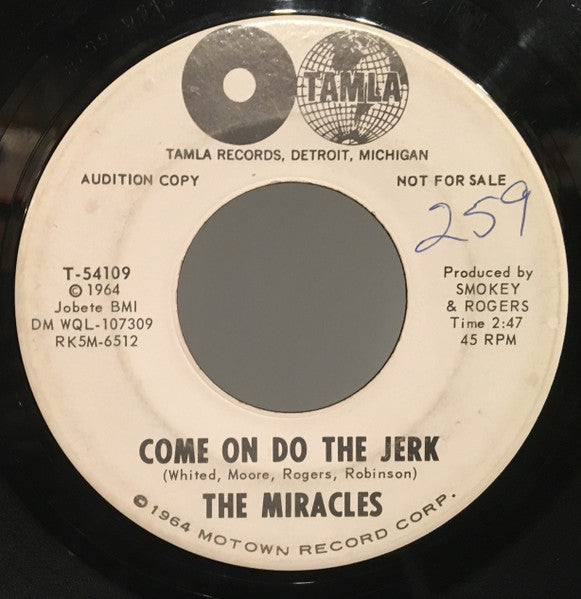 TAMLA
TAMLA RECORDS, DETROIT, MICHIGAN
AUDITION COPY
NOT FOR SALE
259
T-54109
© 1964
Jobete BMI
DM WQL-107309
RK5M-6512
Produced by
SMOKEY
& ROGERS
Time 2:47
45 RPM
COME ON DO THE JERK
(Whited, Moore, Rogers, Robinson)
THE MIRACLES
© 1964 MOTOWN RECORD CORP.